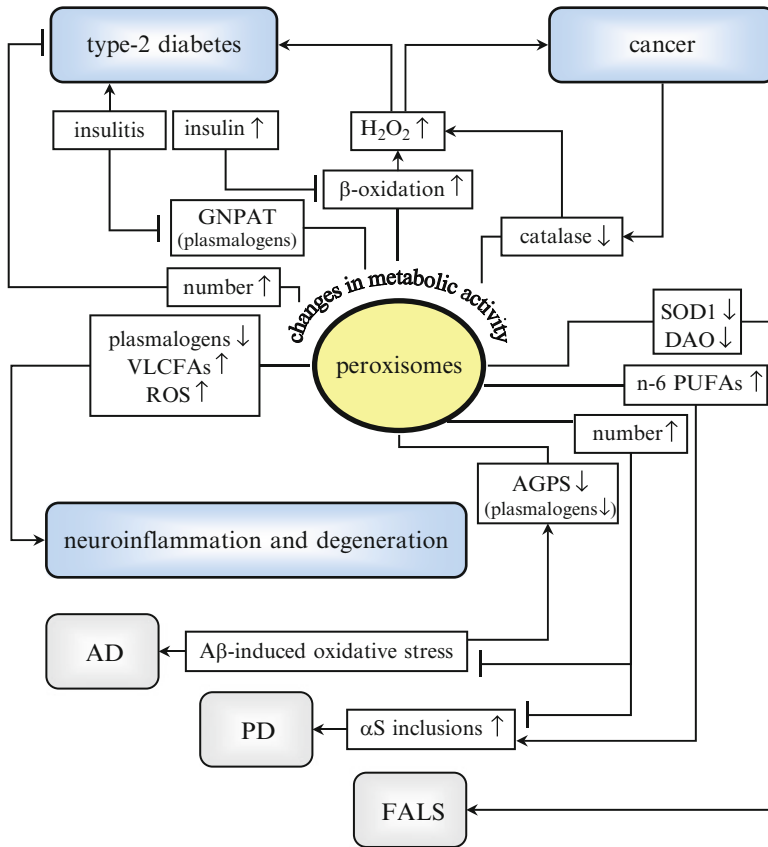 type-2 diabetes
cancer
insulitis
insulin ↑
H₂O₂ ↑
β-oxidation ↑
GNPAT
(plasmalogens)
catalase ↓
number ↑
changes in metabolic activity
plasmalogens ↓
VLCFAs ↑
ROS ↑
peroxisomes
SOD1 ↓
DAO ↓
n-6 PUFAs ↑
number ↑
AGPS ↓
(plasmalogens↓)
neuroinflammation and degeneration
AD
Aβ-induced oxidative stress
PD
αS inclusions ↑
FALS